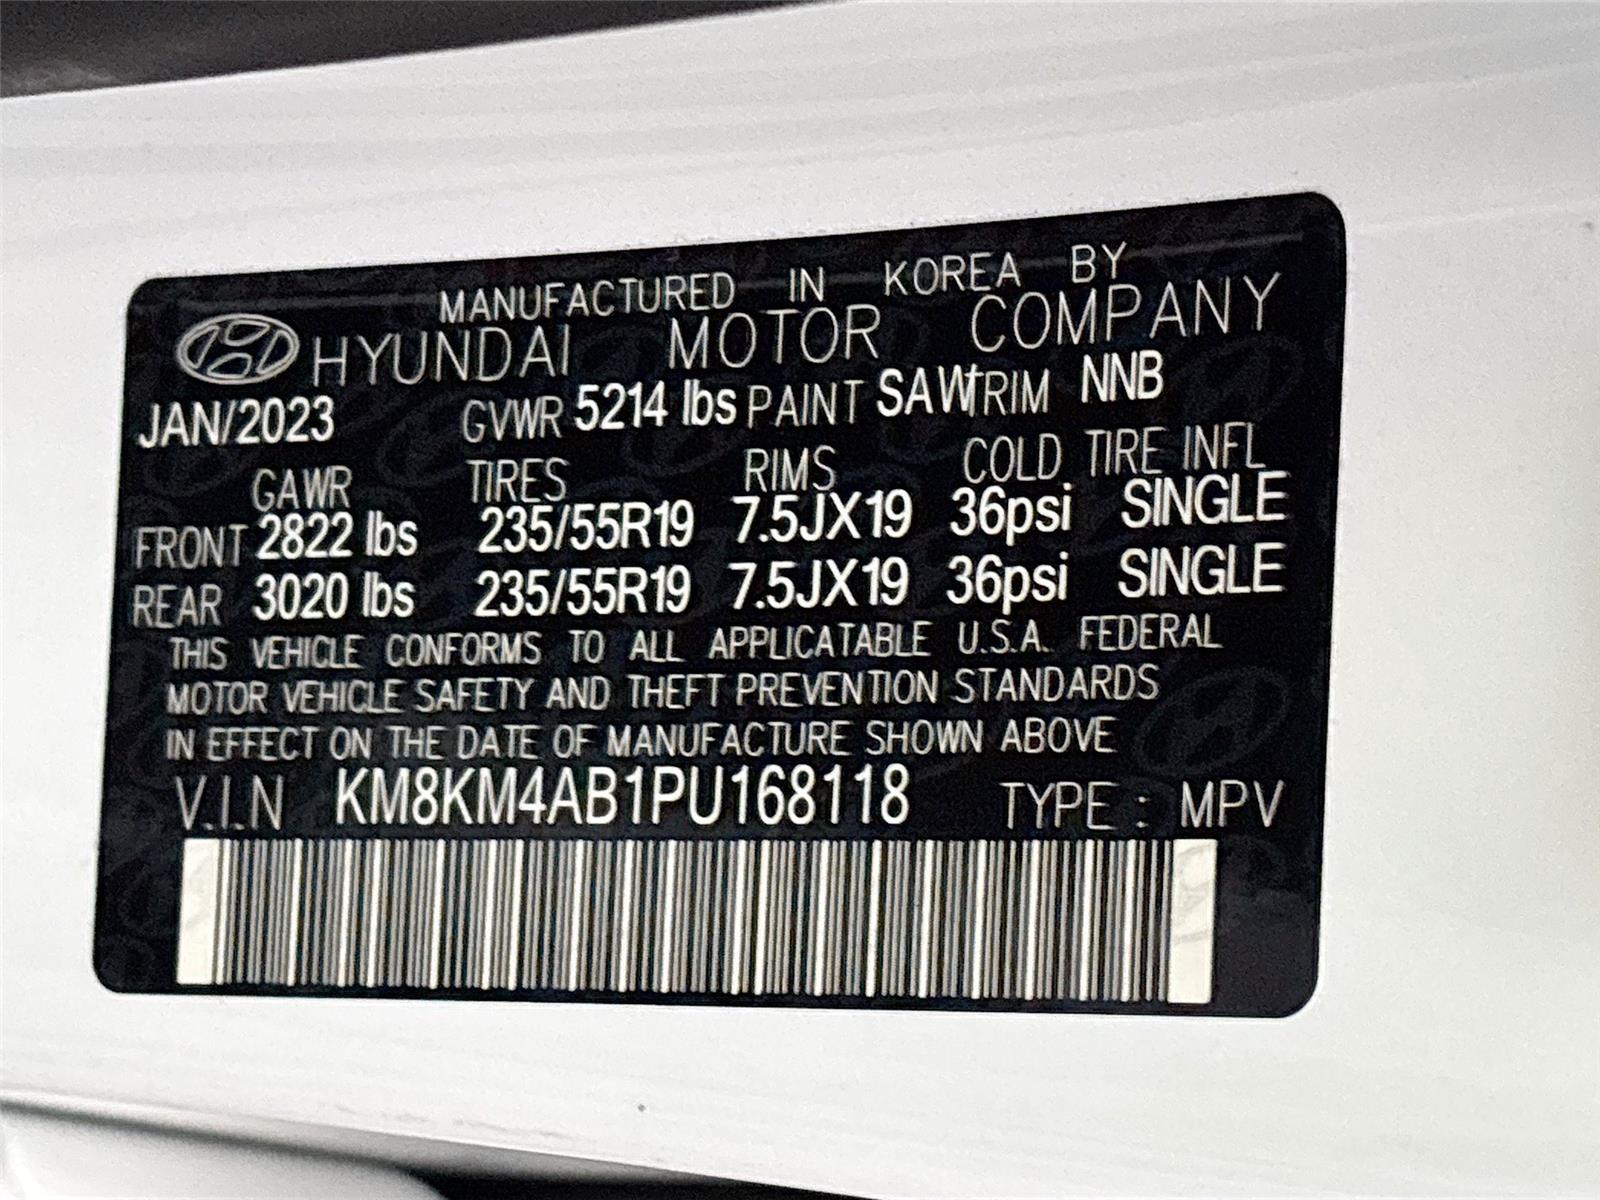 MANUFACTURED IN KOREA BY
HYUNDAI MOTOR COMPANY
JAN/2023 GVWR 5214 lbs PAINT SAW TRIM NNB
GAWR TIRES RIMS COLD TIRE INFL
FRONT 2822 lbs 235/55R19 7.5JX19 36psi SINGLE
REAR 3020 lbs 235/55R19 7.5JX19 36psi SINGLE
THIS VEHICLE CONFORMS TO ALL APPLICATABLE U.S.A. FEDERAL
MOTOR VEHICLE SAFETY AND THEFT PREVENTION STANDARDS
IN EFFECT ON THE DATE OF MANUFACTURE SHOWN ABOVE
V.I.N KM8KM4AB1PU168118 TYPE : MPV